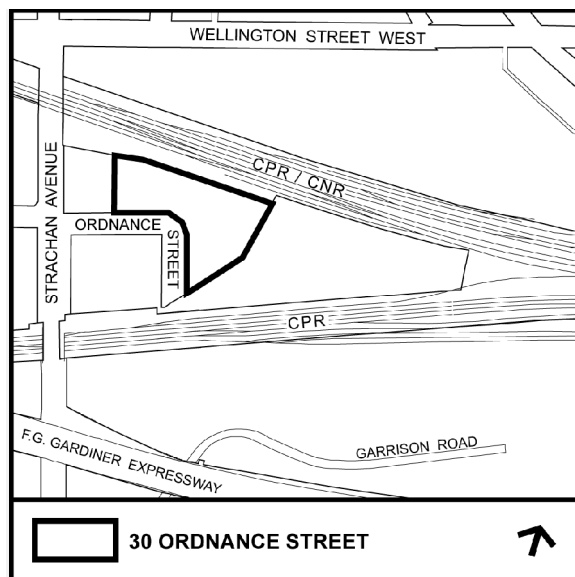 WELLINGTON STREET WEST
CPR / CNR
STRACHAN AVENUE
ORDNANCE
STREET
CPR
GARRISON ROAD
F.G. GARDINER EXPRESSWAY
30 ORDNANCE STREET